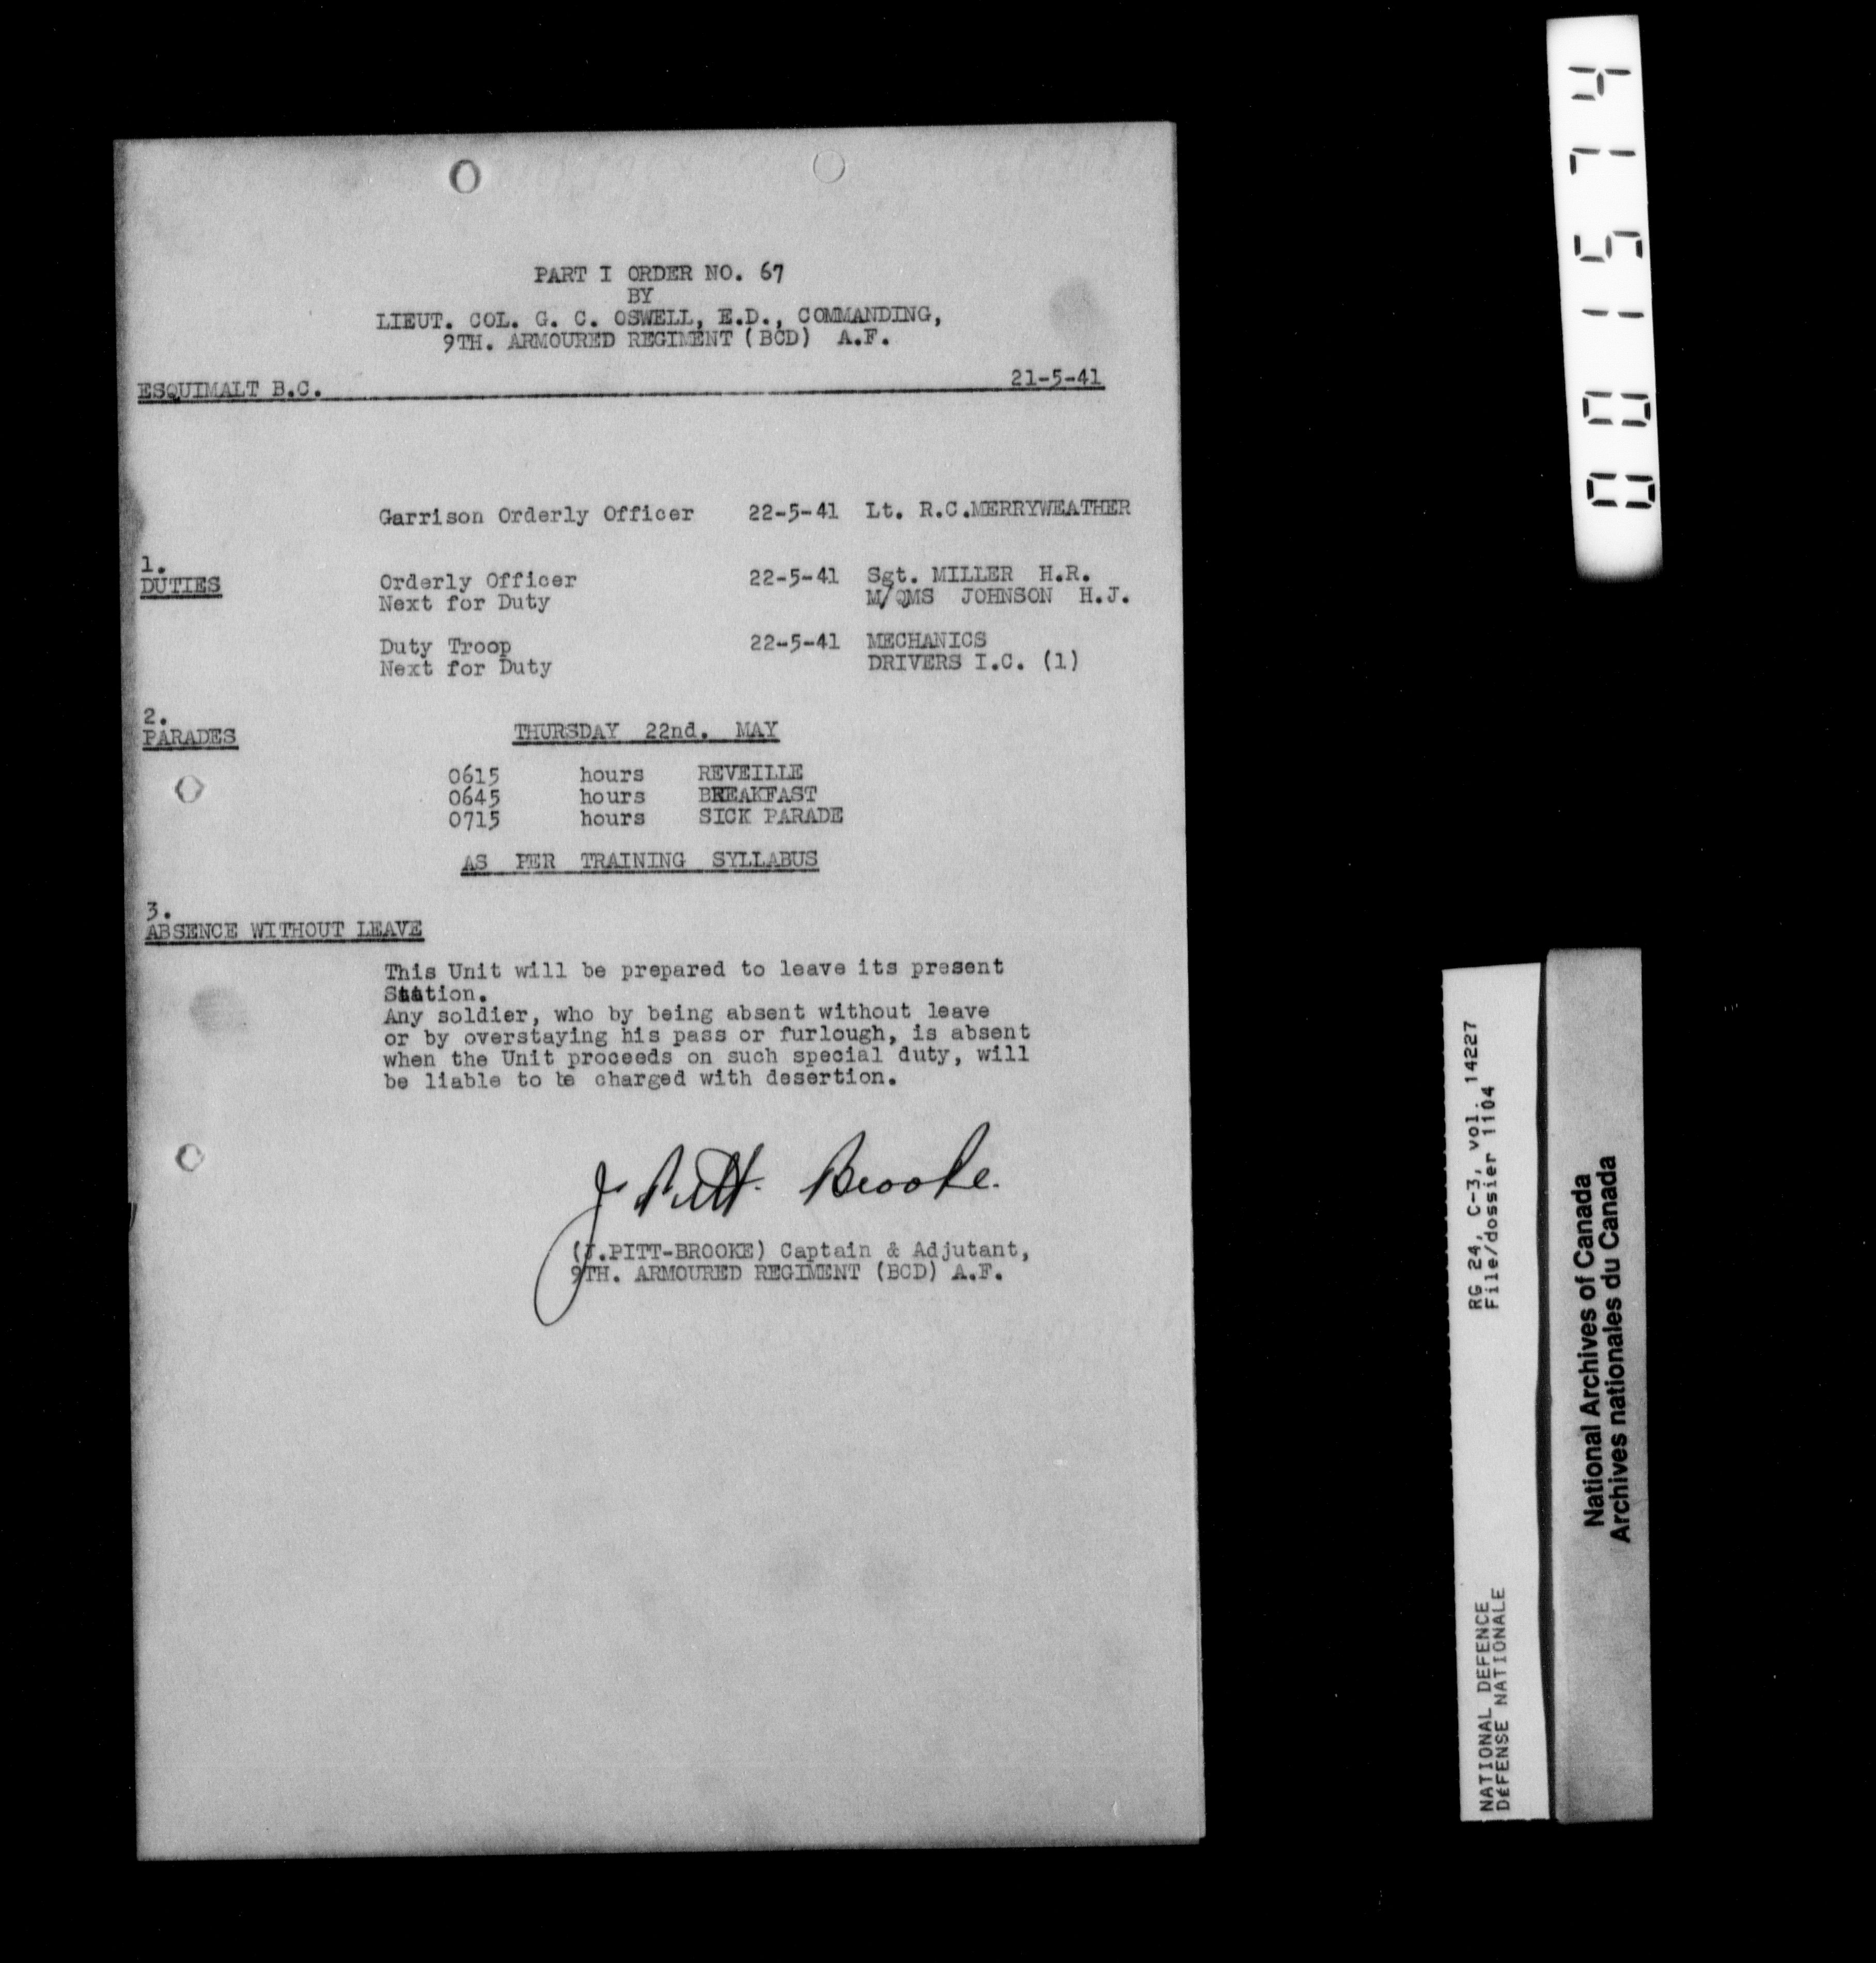 PART I ORDER NO. 67
BY
LIEUT. COL. G. C. OSWELL, E.D., COMMANDING,
9TH. ARMOURED REGIMENT (BCD) A.F.
ESQUIMALT B.C. 21-5-41
Garrison Orderly Officer 22-5-41 Lt. R.C.MERRYWEATHER
1.
DUTIES
Orderly Officer 22-5-41 Sgt. MILLER H.R.
Next for Duty M/QMS JOHNSON H.J.
Duty Troop 22-5-41 MECHANICS
Next for Duty DRIVERS I.C. (1)
2.
PARADES
THURSDAY 22nd. MAY
0615 hours REVEILLE
0645 hours BREAKFAST
0715 hours SICK PARADE
AS PER TRAINING SYLLABUS
3.
ABSENCE WITHOUT LEAVE
This Unit will be prepared to leave its present
Station.
Any soldier, who by being absent without leave
or by overstaying his pass or furlough, is absent
when the Unit proceeds on such special duty, will
be liable to be charged with desertion.
J Pitt. Brooke.
(J.PITT-BROOKE) Captain & Adjutant,
9TH. ARMOURED REGIMENT (BCD) A.F.
001574
NATIONAL DEFENCE RG 24, C-3, vol. 14227
DéFENSE NATIONALE File/dossier 1104
National Archives of Canada
Archives nationales du Canada